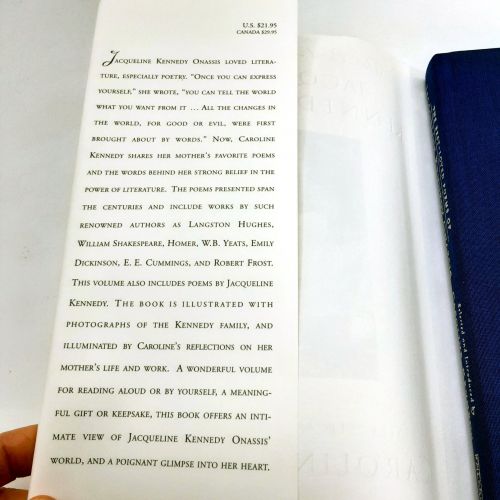 U.S. $21.95
CANADA $29.95
JACQUELINE KENNEDY ONASSIS LOVED LITERA-
TURE, ESPECIALLY POETRY. "ONCE YOU CAN EXPRESS
YOURSELF," SHE WROTE, "YOU CAN TELL THE WORLD
WHAT YOU WANT FROM IT ... ALL THE CHANGES IN
THE WORLD, FOR GOOD OR EVIL, WERE FIRST
BROUGHT ABOUT BY WORDS." NOW, CAROLINE
KENNEDY SHARES HER MOTHER'S FAVORITE POEMS
AND THE WORDS BEHIND HER STRONG BELIEF IN THE
POWER OF LITERATURE. THE POEMS PRESENTED SPAN
THE CENTURIES AND INCLUDE WORKS BY SUCH
RENOWNED AUTHORS AS LANGSTON HUGHES,
WILLIAM SHAKESPEARE, HOMER, W.B. YEATS, EMILY
DICKINSON, E. E. CUMMINGS, AND ROBERT FROST.
THIS VOLUME ALSO INCLUDES POEMS BY JACQUELINE
KENNEDY. THE BOOK IS ILLUSTRATED WITH
PHOTOGRAPHS OF THE KENNEDY FAMILY, AND
ILLUMINATED BY CAROLINE'S REFLECTIONS ON HER
MOTHER'S LIFE AND WORK. A WONDERFUL VOLUME
FOR READING ALOUD OR BY YOURSELF, A MEANING-
FUL GIFT OR KEEPSAKE, THIS BOOK OFFERS AN INTI-
MATE VIEW OF JACQUELINE KENNEDY ONASSIS'
WORLD, AND A POIGNANT GLIMPSE INTO HER HEART.
Selected and Introduced by